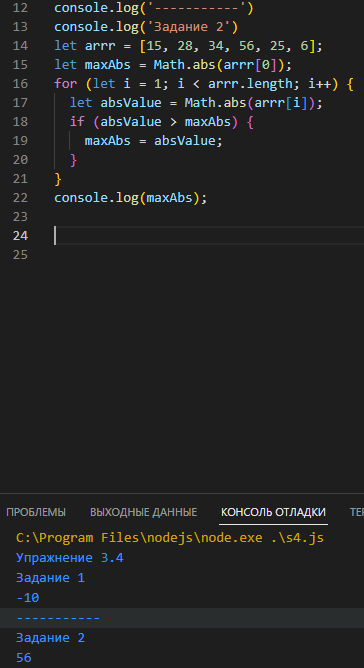 12 console.log('-----------')
13 console.log('Задание 2')
14 let arrr = [15, 28, 34, 56, 25, 6];
15 let maxAbs = Math.abs(arrr[0]);
16 for (let i = 1; i < arrr.length; i++) {
17   let absValue = Math.abs(arrr[i]);
18   if (absValue > maxAbs) {
19     maxAbs = absValue;
20   }
21 }
22 console.log(maxAbs);
23
24
25
ПРОБЛЕМЫ ВЫХОДНЫЕ ДАННЫЕ КОНСОЛЬ ОТЛАДКИ ТЕ
C:\Program Files\nodejs\node.exe .\s4.js
Упражнение 3.4
Задание 1
-10
-----------
Задание 2
56